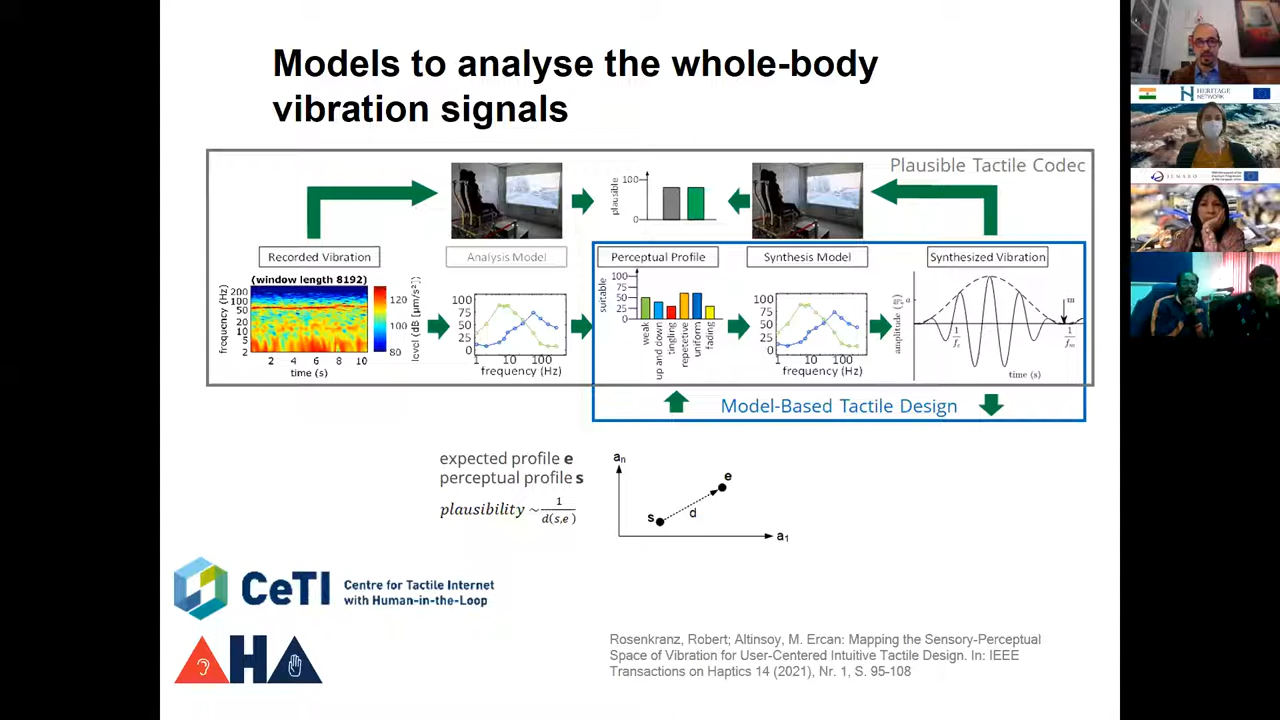 Models to analyse the whole-body
vibration signals
Plausible Tactile Codec
plausible
100
0
Recorded Vibration
Analysis Model
Perceptual Profile
Synthesis Model
Synthesized Vibration
(window length 8192)
frequency (Hz)
200
100
50
20
10
5
2
2 4 6 8 10
time (s)
120
100
80
level (dB [μm/s²]
100
75
50
25
0
1 10 100
frequency (Hz)
suitable
100
75
50
25
0
weak
up and down
tingling
repetetive
uniform
fading
100
75
50
25
0
1 10 100
frequency (Hz)
amplitude (%)
a
m
time (s)
Model-Based Tactile Design
expected profile e
perceptual profile s
plausibility ~ 1
d(s,e)
an
e
s
d
a1
CeTI Centre for Tactile Internet
with Human-in-the-Loop
AHA
Rosenkranz, Robert; Altinsoy, M. Ercan: Mapping the Sensory-Perceptual
Space of Vibration for User-Centered Intuitive Tactile Design. In: IEEE
Transactions on Haptics 14 (2021), Nr. 1, S. 95-108
HERITAGE
NETWORK